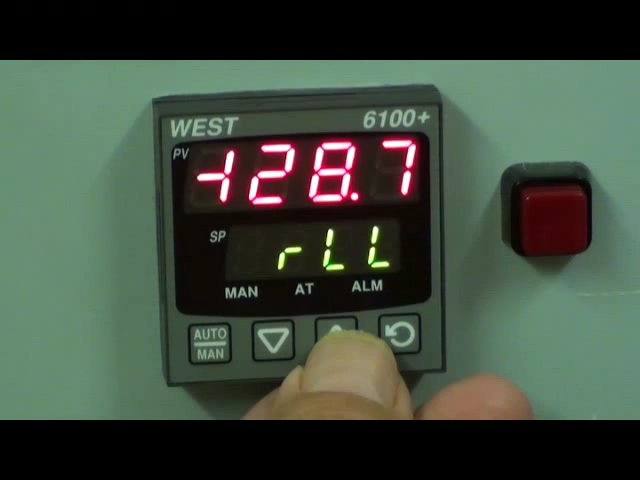 WEST 6100+
PV -128.7
SP rLL
MAN AT ALM
AUTO
MAN